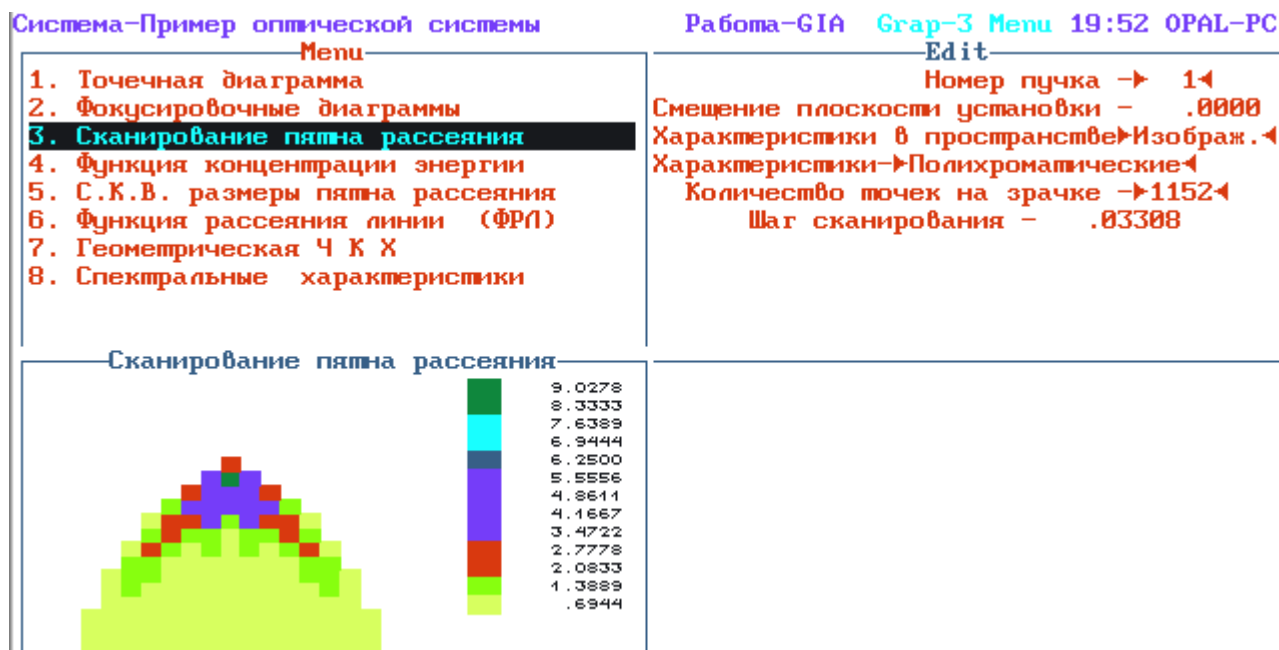 Система-Пример оптической системы Работа-GIA Grap-3 Menu 19:52 OPAL-PC
Menu
1. Точечная диаграмма
2. Фокусировочные диаграммы
3. Сканирование пятна рассеяния
4. Функция концентрации энергии
5. С.К.В. размеры пятна рассеяния
6. Функция рассеяния линии (ФРЛ)
7. Геометрическая Ч К Х
8. Спектральные характеристики
Edit
Номер пучка -► 1◄
Смещение плоскости установки - .0000
Характеристики в пространстве►Изображ.◄
Характеристики-►Полихроматические◄
Количество точек на зрачке -►1152◄
Шаг сканирования - .03308
Сканирование пятна рассеяния
9.0278
8.3333
7.6389
6.9444
6.2500
5.5556
4.8611
4.1667
3.4722
2.7778
2.0833
1.3889
.6944